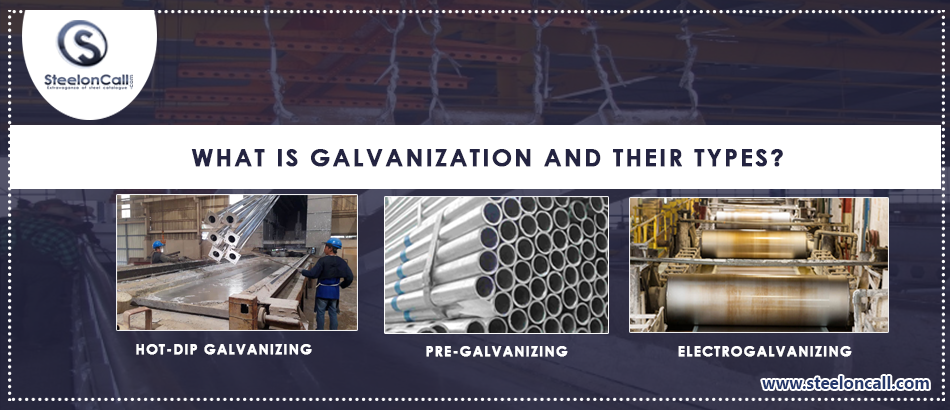 SteelonCall.com
Extravagance of steel catalogue
WHAT IS GALVANIZATION AND THEIR TYPES?
HOT-DIP GALVANIZING
PRE-GALVANIZING
ELECTROGALVANIZING
www.steeloncall.com